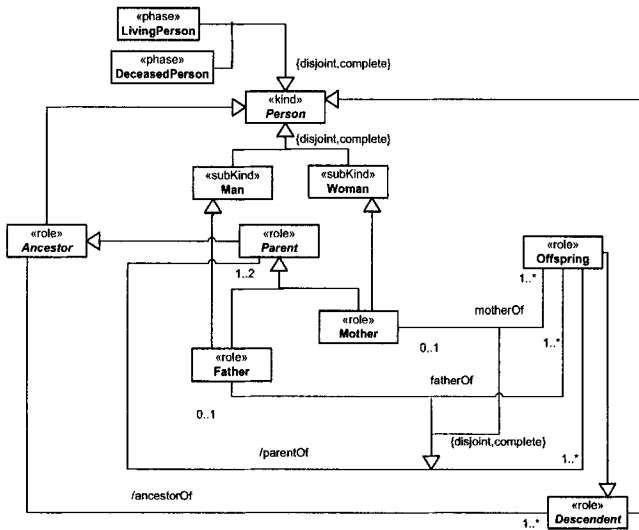 «phase»
LivingPerson
«phase»
DeceasedPerson
{disjoint,complete}
«kind»
Person
{disjoint,complete}
«subKind»
Man
«subKind»
Woman
«role»
Ancestor
«role»
Parent
«role»
Offspring
1..2
1..*
motherOf
«role»
Mother
0..1
1..*
«role»
Father
fatherOf
0..1
{disjoint,complete}
/parentOf
1..*
/ancestorOf
1..*
«role»
Descendent